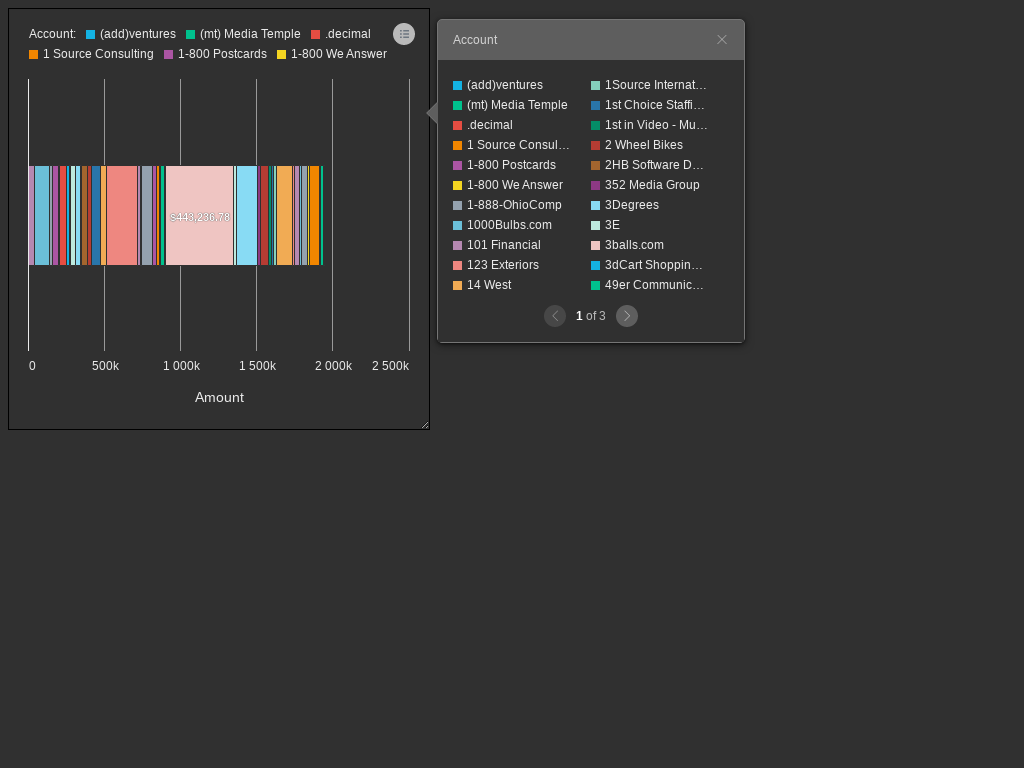 Account: (add)ventures (mt) Media Temple .decimal
1 Source Consulting 1-800 Postcards 1-800 We Answer
$443,236.78
0 500k 1 000k 1 500k 2 000k 2 500k
Amount
Account
(add)ventures 1Source Internat...
(mt) Media Temple 1st Choice Staffi...
.decimal 1st in Video - Mu...
1 Source Consul... 2 Wheel Bikes
1-800 Postcards 2HB Software D...
1-800 We Answer 352 Media Group
1-888-OhioComp 3Degrees
1000Bulbs.com 3E
101 Financial 3balls.com
123 Exteriors 3dCart Shoppin...
14 West 49er Communic...
1 of 3